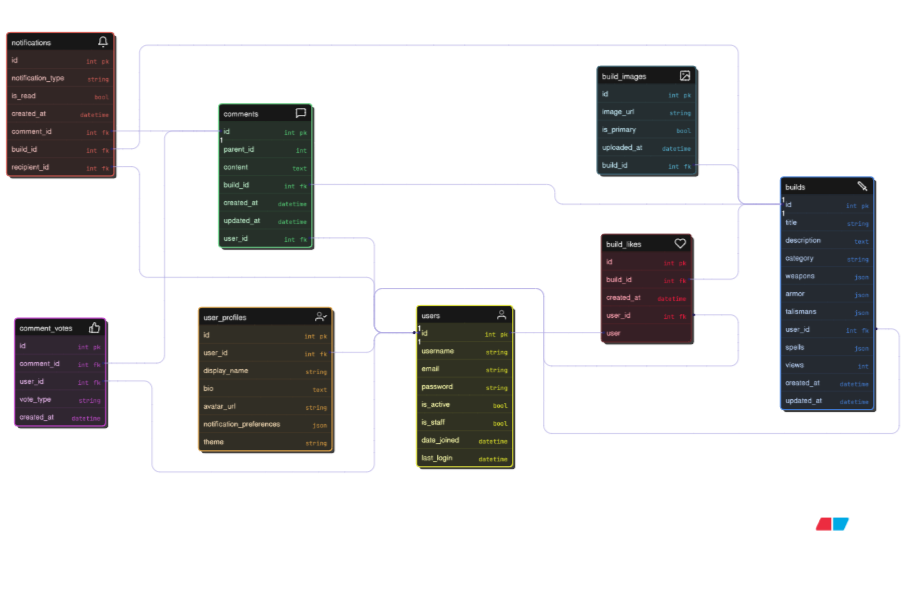 notifications
id int pk
notification_type string
is_read bool
created_at datetime
comment_id int fk
build_id int fk
recipient_id int fk
comments
id int pk
1
parent_id int
content text
build_id int fk
created_at datetime
updated_at datetime
user_id int fk
build_images
id int pk
image_url string
is_primary bool
uploaded_at datetime
build_id int fk
builds
1
id int pk
1
title string
description text
category string
weapons json
armor json
talismans json
user_id int fk
spells json
views int
created_at datetime
updated_at datetime
build_likes
id int pk
build_id int fk
created_at datetime
user_id int fk
user
comment_votes
id int pk
comment_id int fk
user_id int fk
vote_type string
created_at datetime
user_profiles
id int pk
user_id int fk
display_name string
bio text
avatar_url string
notification_preferences json
theme string
users
1
id int pk
1
username string
email string
password string
is_active bool
is_staff bool
date_joined datetime
last_login datetime